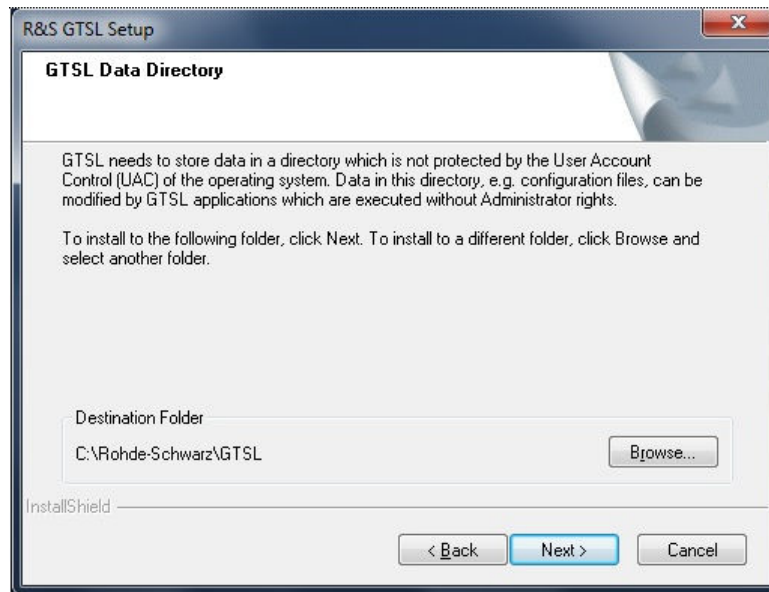 R&S GTSL Setup
GTSL Data Directory
GTSL needs to store data in a directory which is not protected by the User Account
Control (UAC) of the operating system. Data in this directory, e.g. configuration files, can be
modified by GTSL applications which are executed without Administrator rights.
To install to the following folder, click Next. To install to a different folder, click Browse and
select another folder.
Destination Folder
C:\Rohde-Schwarz\GTSL
Browse...
InstallShield
< Back
Next >
Cancel